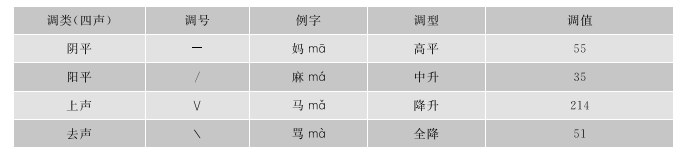 调类(四声) 调号 例字 调型 调值
阴平 — 妈 mā 高平 55
阳平 / 麻 má 中升 35
上声 V 马 mǎ 降升 214
去声 \ 骂 mà 全降 51